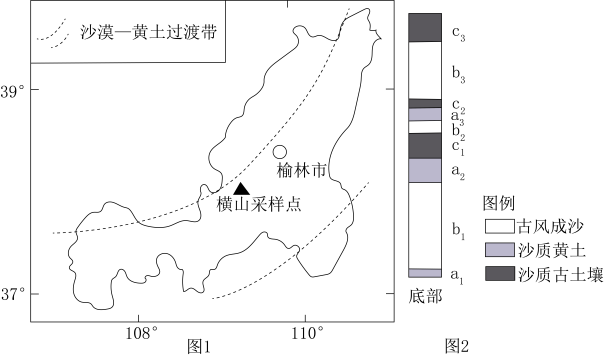 沙漠—黄土过渡带
39°
榆林市
横山采样点
37°
108°
110°
图1
c3
b3
c2
a3
b2
c1
a2
b1
a1
底部
图例
古风成沙
沙质黄土
沙质古土壤
图2